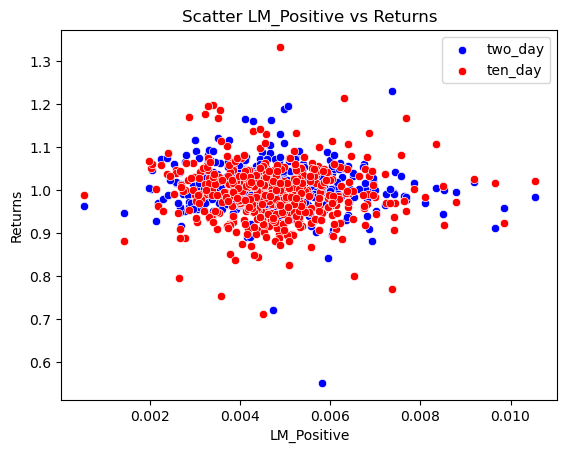 Scatter LM_Positive vs Returns
two_day
ten_day
1.3
1.2
1.1
1.0
0.9
0.8
0.7
0.6
Returns
0.002 0.004 0.006 0.008 0.010
LM_Positive